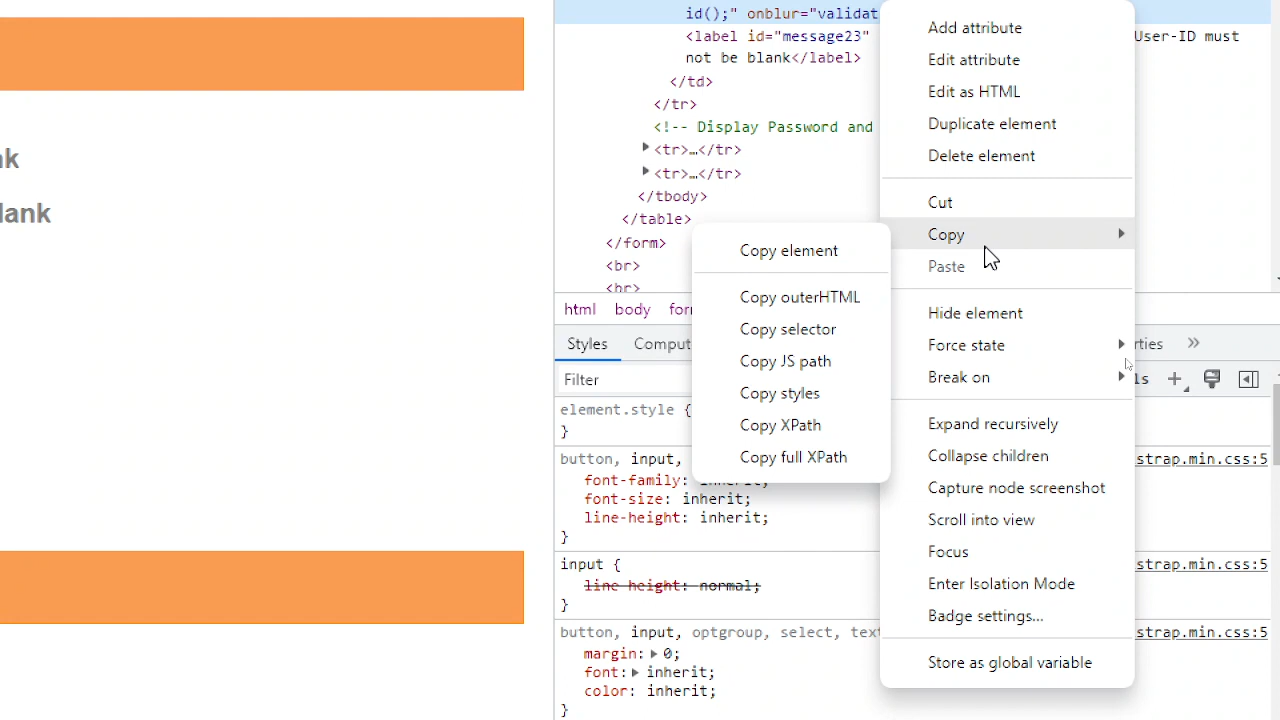 nk
lank
id();" onblur="validat
<label id="message23"
User-ID must
not be blank</label>
</td>
</tr>
<!-- Display Password and
<tr>…</tr>
<tr>…</tr>
</tbody>
</table>
</form>
<br>
<br>
html body for
Styles Comput rties
Filter ls
element.style {
}
button, input, strap.min.css:5
font-family: inherit;
font-size: inherit;
line-height: inherit;
}
input { strap.min.css:5
line-height: normal;
}
button, input, optgroup, select, text strap.min.css:5
margin: 0;
font: inherit;
color: inherit;
}
Copy element
Copy outerHTML
Copy selector
Copy JS path
Copy styles
Copy XPath
Copy full XPath
Add attribute
Edit attribute
Edit as HTML
Duplicate element
Delete element
Cut
Copy
Paste
Hide element
Force state
Break on
Expand recursively
Collapse children
Capture node screenshot
Scroll into view
Focus
Enter Isolation Mode
Badge settings...
Store as global variable